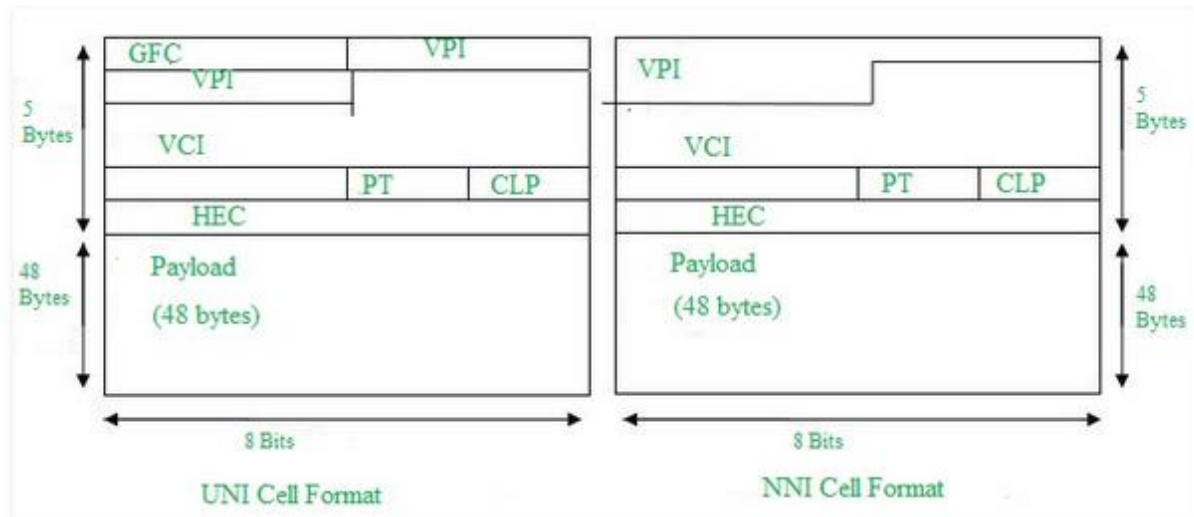 GFC VPI
VPI
VCI
PT CLP
HEC
Payload
(48 bytes)
5
Bytes
48
Bytes
8 Bits
UNI Cell Format
VPI
VCI
PT CLP
HEC
Payload
(48 bytes)
5
Bytes
48
Bytes
8 Bits
NNI Cell Format